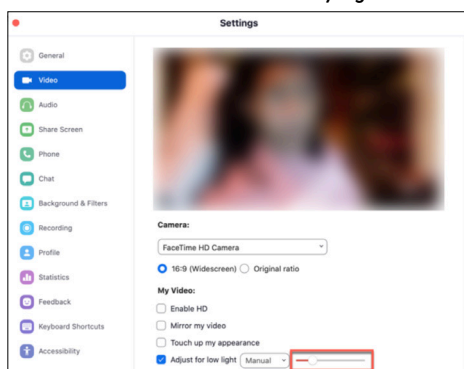 Settings
General
Video
Audio
Share Screen
Phone
Chat
Background & Filters
Recording
Profile
Statistics
Feedback
Keyboard Shortcuts
Accessibility
Camera:
FaceTime HD Camera
16:9 (Widescreen) Original ratio
My Video:
Enable HD
Mirror my video
Touch up my appearance
Adjust for low light Manual